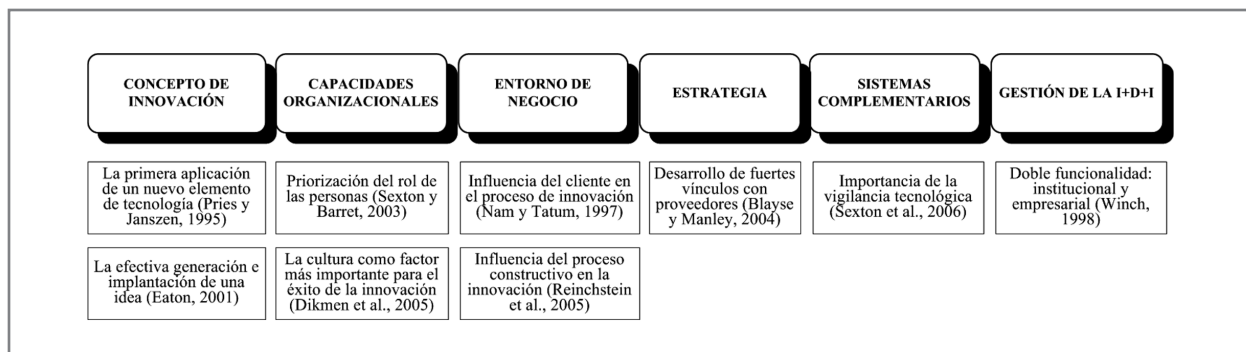 CONCEPTO DE
INNOVACIÓN
CAPACIDADES
ORGANIZACIONALES
ENTORNO DE
NEGOCIO
ESTRATEGIA
SISTEMAS
COMPLEMENTARIOS
GESTIÓN DE LA I+D+I
La primera aplicación
de un nuevo elemento
de tecnología (Pries y
Janszen, 1995)
Priorización del rol de
las personas (Sexton y
Barret, 2003)
Influencia del cliente en
el proceso de innovación
(Nam y Tatum, 1997)
Desarrollo de fuertes
vínculos con
proveedores (Blayse
y Manley, 2004)
Importancia de la
vigilancia tecnológica
(Sexton et al., 2006)
Doble funcionalidad:
institucional y
empresarial (Winch,
1998)
La efectiva generación e
implantación de una
idea (Eaton, 2001)
La cultura como factor
más importante para el
éxito de la innovación
(Dikmen et al., 2005)
Influencia del proceso
constructivo en la
innovación (Reinchstein
et al., 2005)